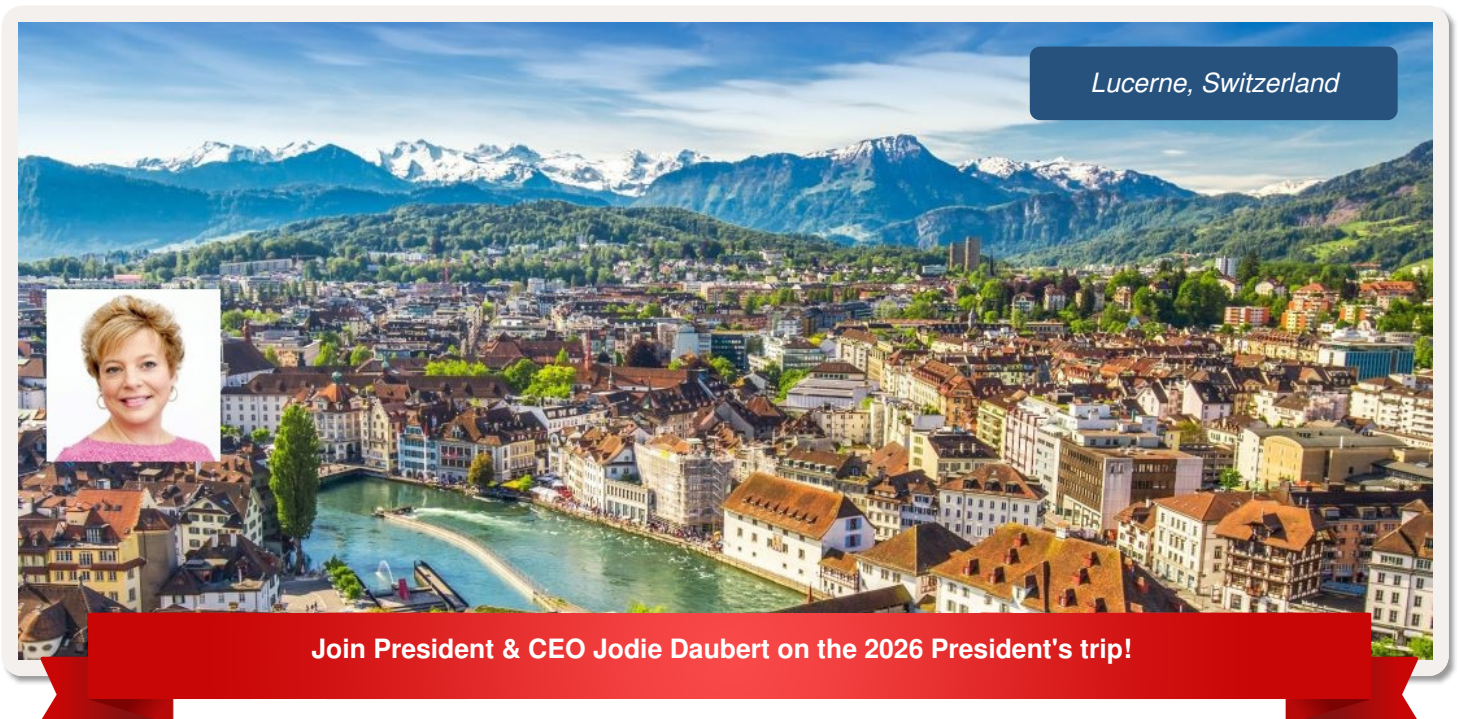 Lucerne, Switzerland
Join President & CEO Jodie Daubert on the 2026 President's trip!